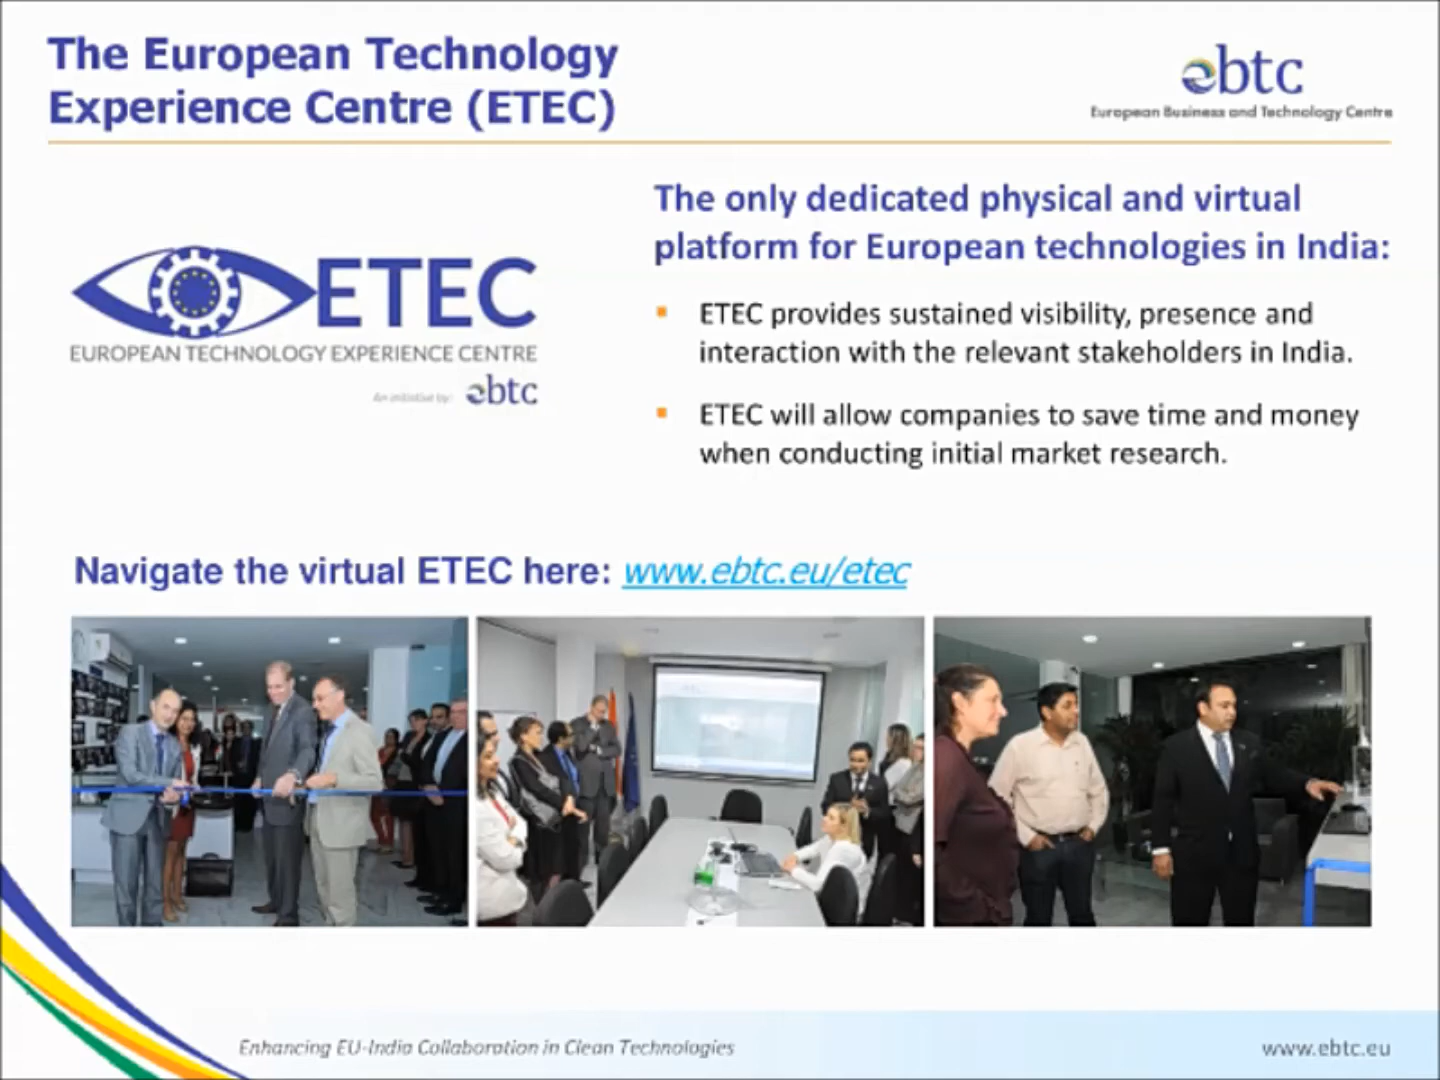 The European Technology
Experience Centre (ETEC)
ebtc
European Business and Technology Centre
The only dedicated physical and virtual
platform for European technologies in India:
ETEC
EUROPEAN TECHNOLOGY EXPERIENCE CENTRE
An initiative by: ebtc
▪ ETEC provides sustained visibility, presence and
interaction with the relevant stakeholders in India.
▪ ETEC will allow companies to save time and money
when conducting initial market research.
Navigate the virtual ETEC here: www.ebtc.eu/etec
Enhancing EU-India Collaboration in Clean Technologies
www.ebtc.eu